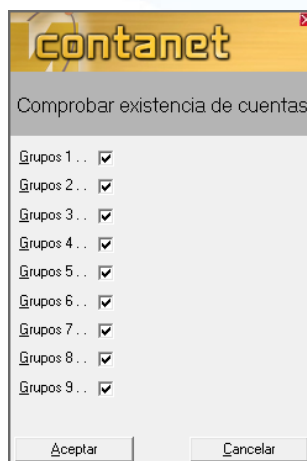 contanet
Comprobar existencia de cuentas
Grupos 1 . .
Grupos 2 . .
Grupos 3 . .
Grupos 4 . .
Grupos 5 . .
Grupos 6 . .
Grupos 7 . .
Grupos 8 . .
Grupos 9 . .
Aceptar Cancelar